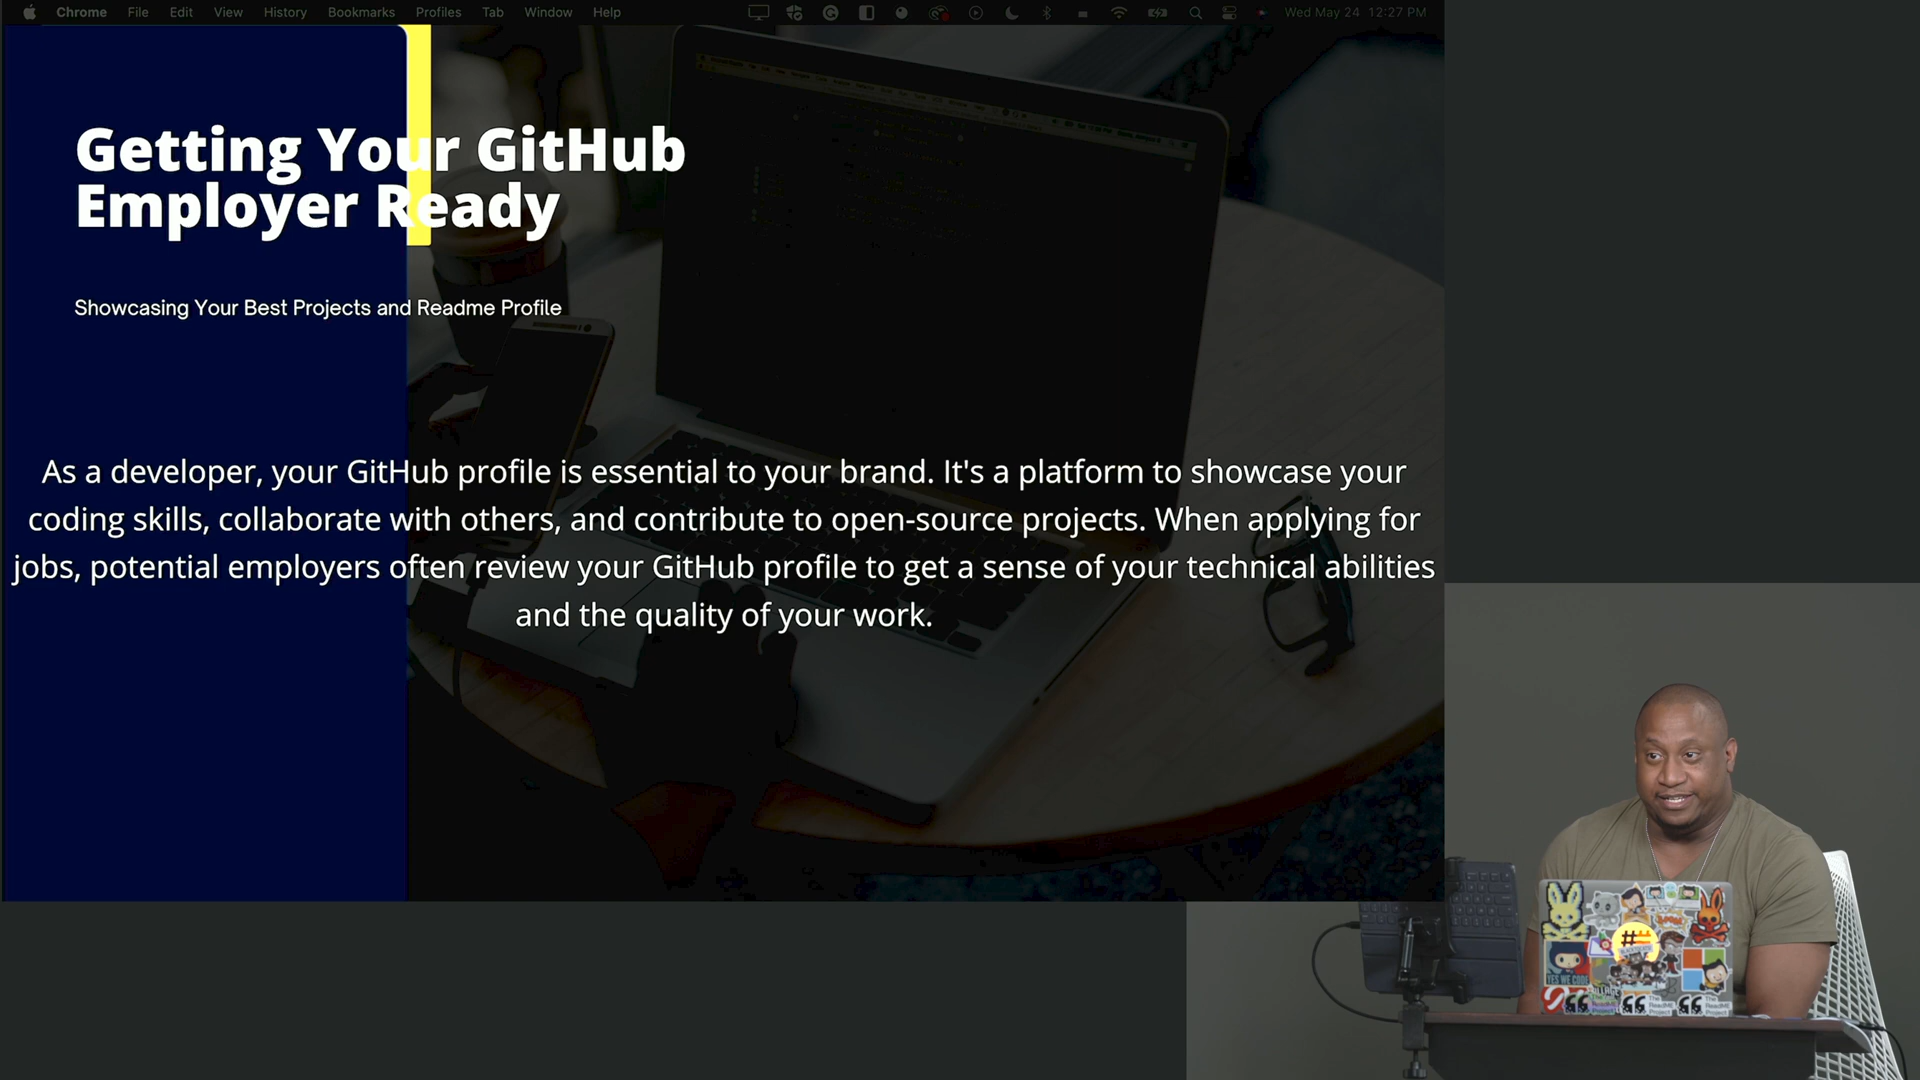 Chrome File Edit View History Bookmarks Profiles Tab Window Help Wed May 24 12:27 PM
Getting Your GitHub
Employer Ready
Showcasing Your Best Projects and Readme Profile
As a developer, your GitHub profile is essential to your brand. It's a platform to showcase your
coding skills, collaborate with others, and contribute to open-source projects. When applying for
jobs, potential employers often review your GitHub profile to get a sense of your technical abilities
and the quality of your work.
YES WE CODE